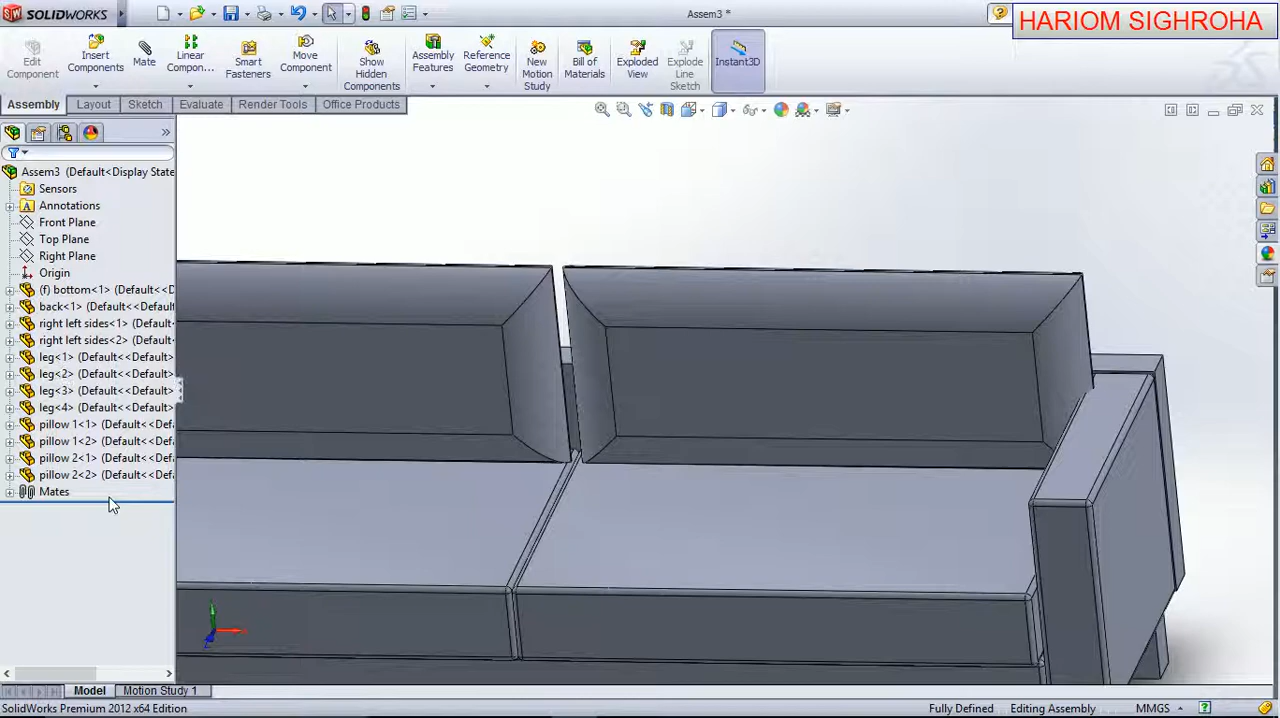 SOLIDWORKS
Assem3 *
HARIOM SIGHROHA
Edit Component
Insert Components
Mate
Linear Compon...
Smart Fasteners
Move Component
Show Hidden Components
Assembly Features
Reference Geometry
New Motion Study
Bill of Materials
Exploded View
Explode Line Sketch
Instant3D
Assembly
Layout
Sketch
Evaluate
Render Tools
Office Products
Assem3 (Default<Display State
Sensors
Annotations
Front Plane
Top Plane
Right Plane
Origin
(f) bottom<1> (Default<<D
back<1> (Default<<Default
right left sides<1> (Default<
right left sides<2> (Default<
leg<1> (Default<<Default>
leg<2> (Default<<Default>
leg<3> (Default<<Default>
leg<4> (Default<<Default>
pillow 1<1> (Default<<Def
pillow 1<2> (Default<<Def
pillow 2<1> (Default<<Def
pillow 2<2> (Default<<Def
Mates
Model
Motion Study 1
SolidWorks Premium 2012 x64 Edition
Fully Defined
Editing Assembly
MMGS